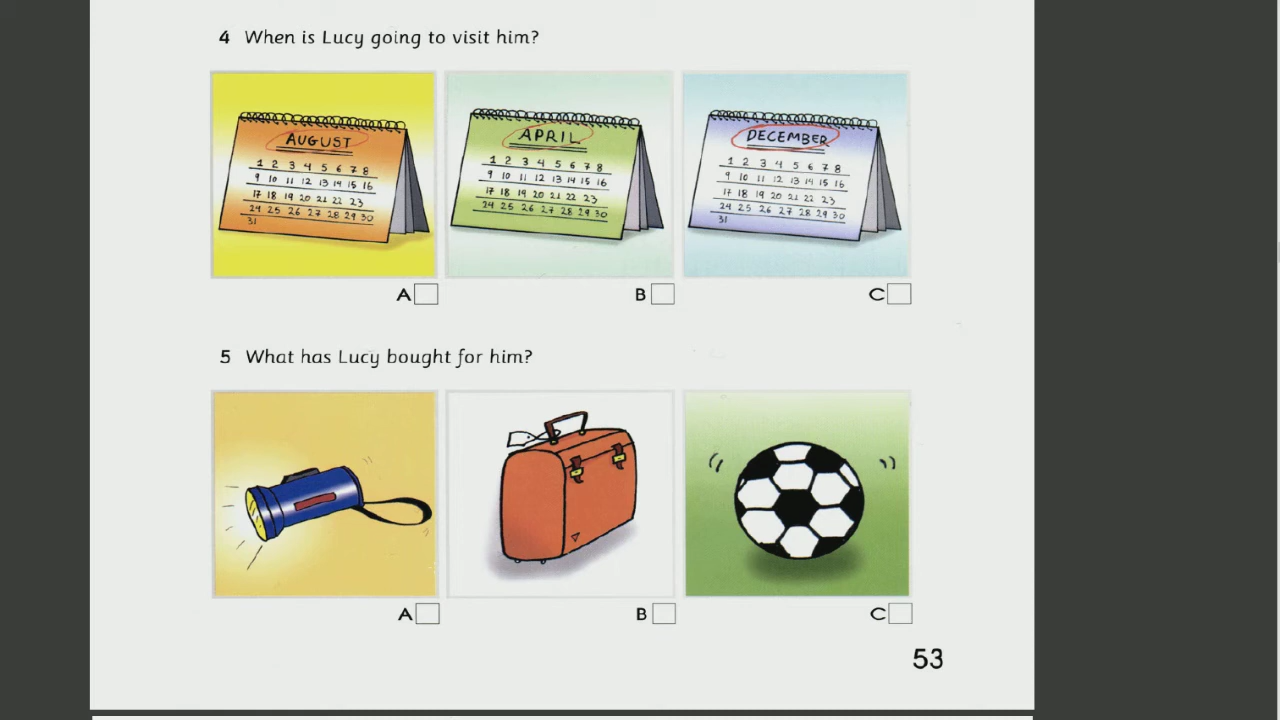 4 When is Lucy going to visit him?
AUGUST
1 2 3 4 5 6 7 8
9 10 11 12 13 14 15 16
17 18 19 20 21 22 23
24 25 26 27 28 29 30
31
APRIL
1 2 3 4 5 6 7 8
9 10 11 12 13 14 15 16
17 18 19 20 21 22 23
24 25 26 27 28 29 30
DECEMBER
1 2 3 4 5 6 7 8
9 10 11 12 13 14 15 16
17 18 19 20 21 22 23
24 25 26 27 28 29 30
31
A B C
5 What has Lucy bought for him?
A B C
53